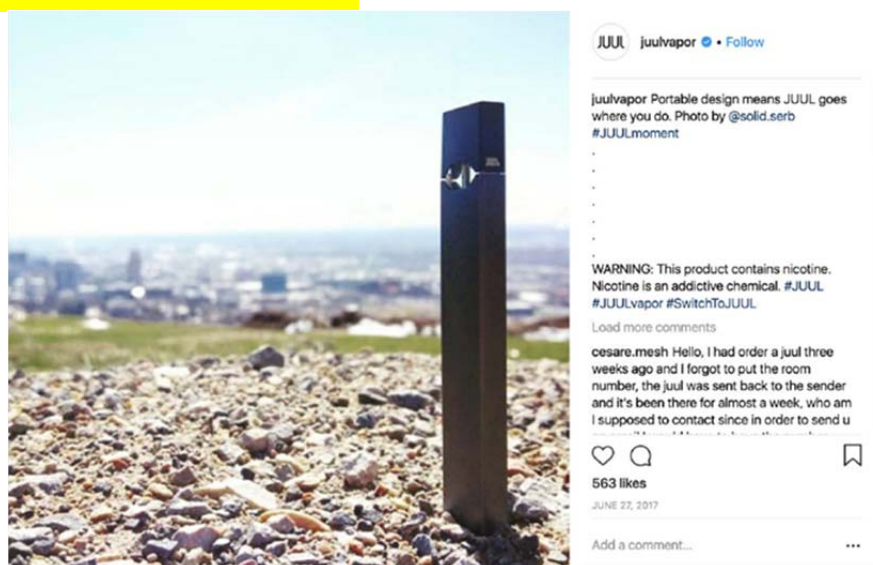 JUUL
juulvapor • Follow
juulvapor Portable design means JUUL goes
where you do. Photo by @solid.serb
#JUULmoment
.
.
.
.
.
.
.
WARNING: This product contains nicotine.
Nicotine is an addictive chemical. #JUUL
#JUULvapor #SwitchToJUUL
Load more comments
cesare.mesh Hello, I had order a juul three
weeks ago and I forgot to put the room
number, the juul was sent back to the sender
and it's been there for almost a week, who am
I supposed to contact since in order to send u
563 likes
JUNE 27, 2017
Add a comment...